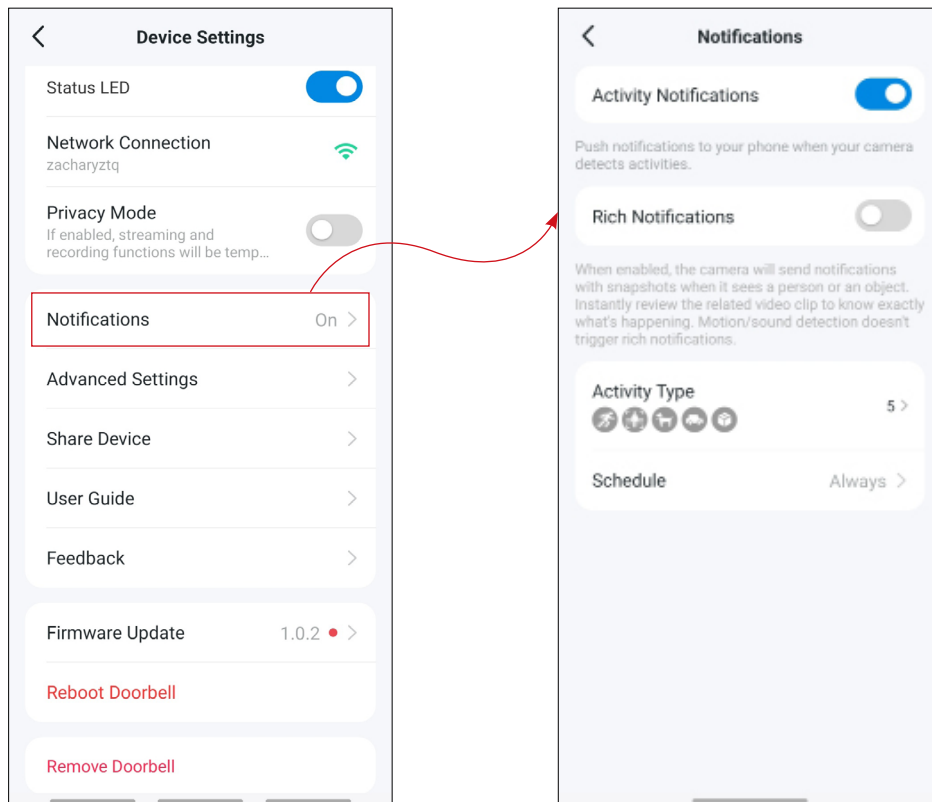 Device Settings
Status LED
Network Connection
zacharyztq
Privacy Mode
If enabled, streaming and
recording functions will be temp...
Notifications
On
Advanced Settings
Share Device
User Guide
Feedback
Firmware Update
1.0.2
Reboot Doorbell
Remove Doorbell
Notifications
Activity Notifications
Push notifications to your phone when your camera
detects activities.
Rich Notifications
When enabled, the camera will send notifications
with snapshots when it sees a person or an object.
Instantly review the related video clip to know exactly
what's happening. Motion/sound detection doesn't
trigger rich notifications.
Activity Type
5
Schedule
Always